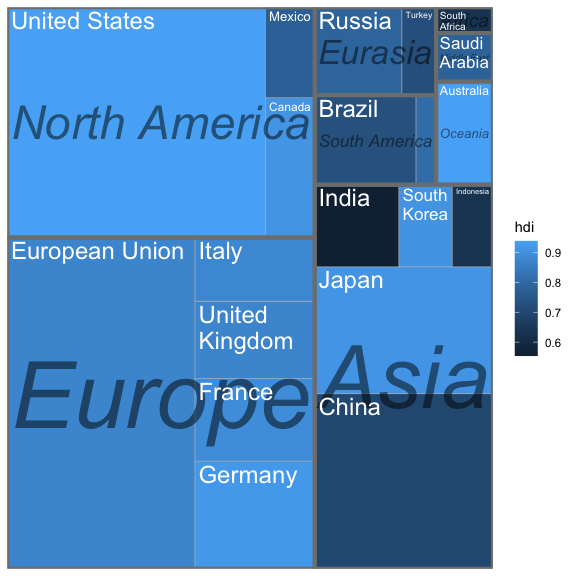 United States
Mexico
Canada
North America
European Union
Italy
United
Kingdom
France
Germany
Europe
Russia
Turkey
Eurasia
Brazil
South America
South
Africa
Africa
Saudi
Arabia
Australia
Oceania
India
South
Korea
Indonesia
Japan
China
Asia
hdi
0.9
0.8
0.7
0.6